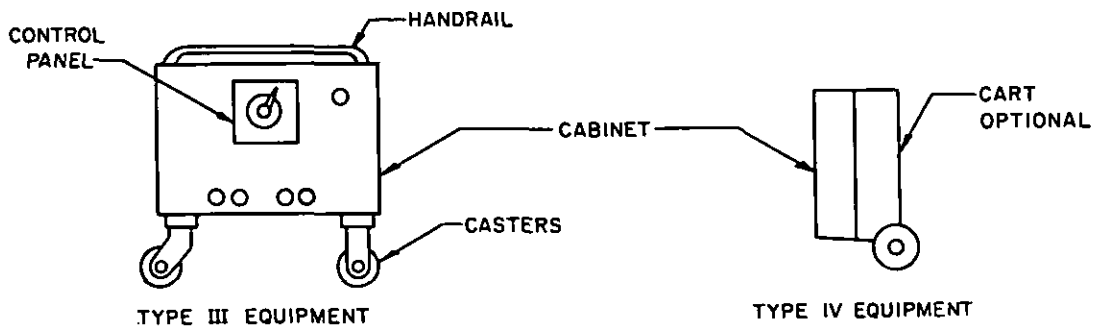 HANDRAIL
CONTROL
PANEL
CABINET
CART
OPTIONAL
CASTERS
TYPE III EQUIPMENT
TYPE IV EQUIPMENT